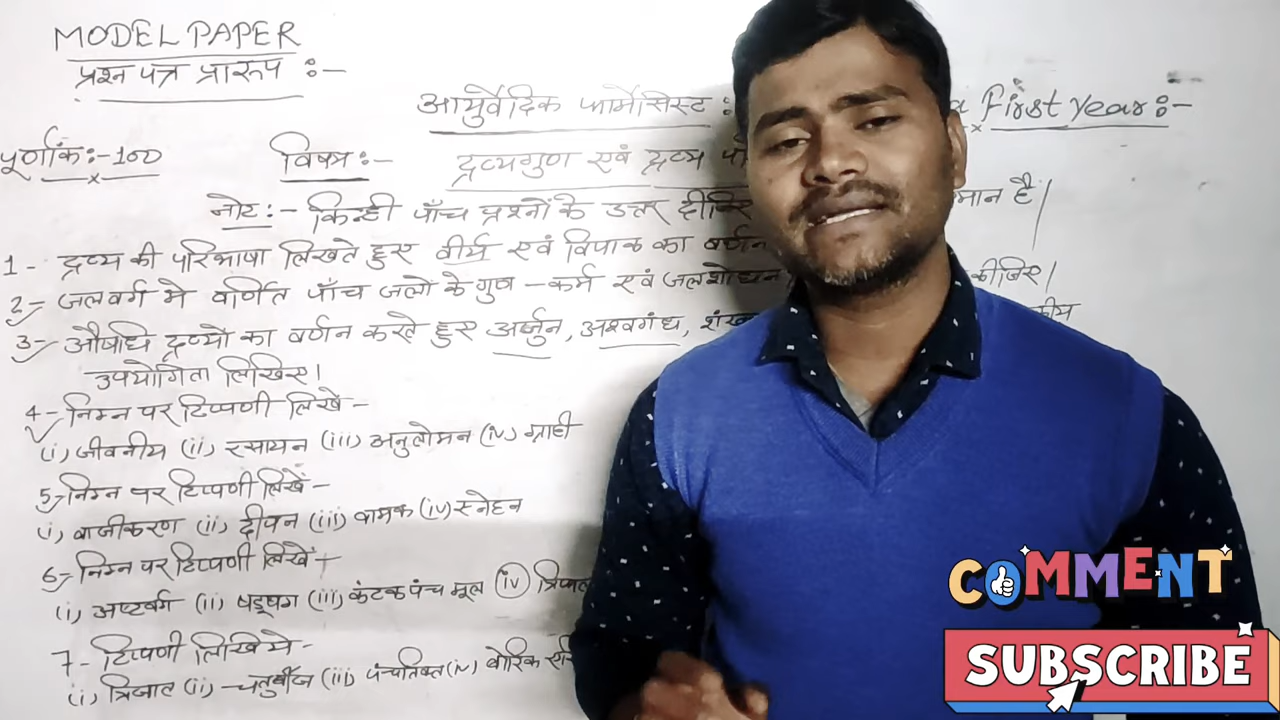 MODEL PAPER
प्रश्न पत्र प्रारूप :-
आयुर्वेदिक फार्मेसिस्ट : First Year :-
पूर्णांक :- 100 विषय :- द्रव्यगुण एवं द्रव्य
नोट :- किन्ही पाँच प्रश्नों के उत्तर है।
1- द्रव्य की परिभाषा लिखते हुए वीर्य एवं विपाक का वर्णन
2- जलवर्ग मे वर्णित पाँच जलो के गुण - कर्म एवं जलशोधन कीजिए।
3- औषधि द्रव्यो का वर्णन करते हुए अर्जुन, अश्वगंध,
उपयोगिता लिखिए।
4- निम्न पर टिप्पणी लिखें -
(i) जीवनीय (ii) रसायन (iii) अनुलोमन (iv) ग्राही
5- निम्न पर टिप्पणी लिखें -
(i) वाजीकरण (ii) दीपन (iii) वामक (iv) स्नेहन
6- निम्न पर टिप्पणी लिखें -
(i) अष्टवर्ग (ii) षड्षण (iii) कंटक पंच मूल (iv)
7- टिप्पणी लिखिये -
(i) त्रिजात (ii) चतुर्बीज (iii) पंचतिक्त (iv)
COMMENT
SUBSCRIBE